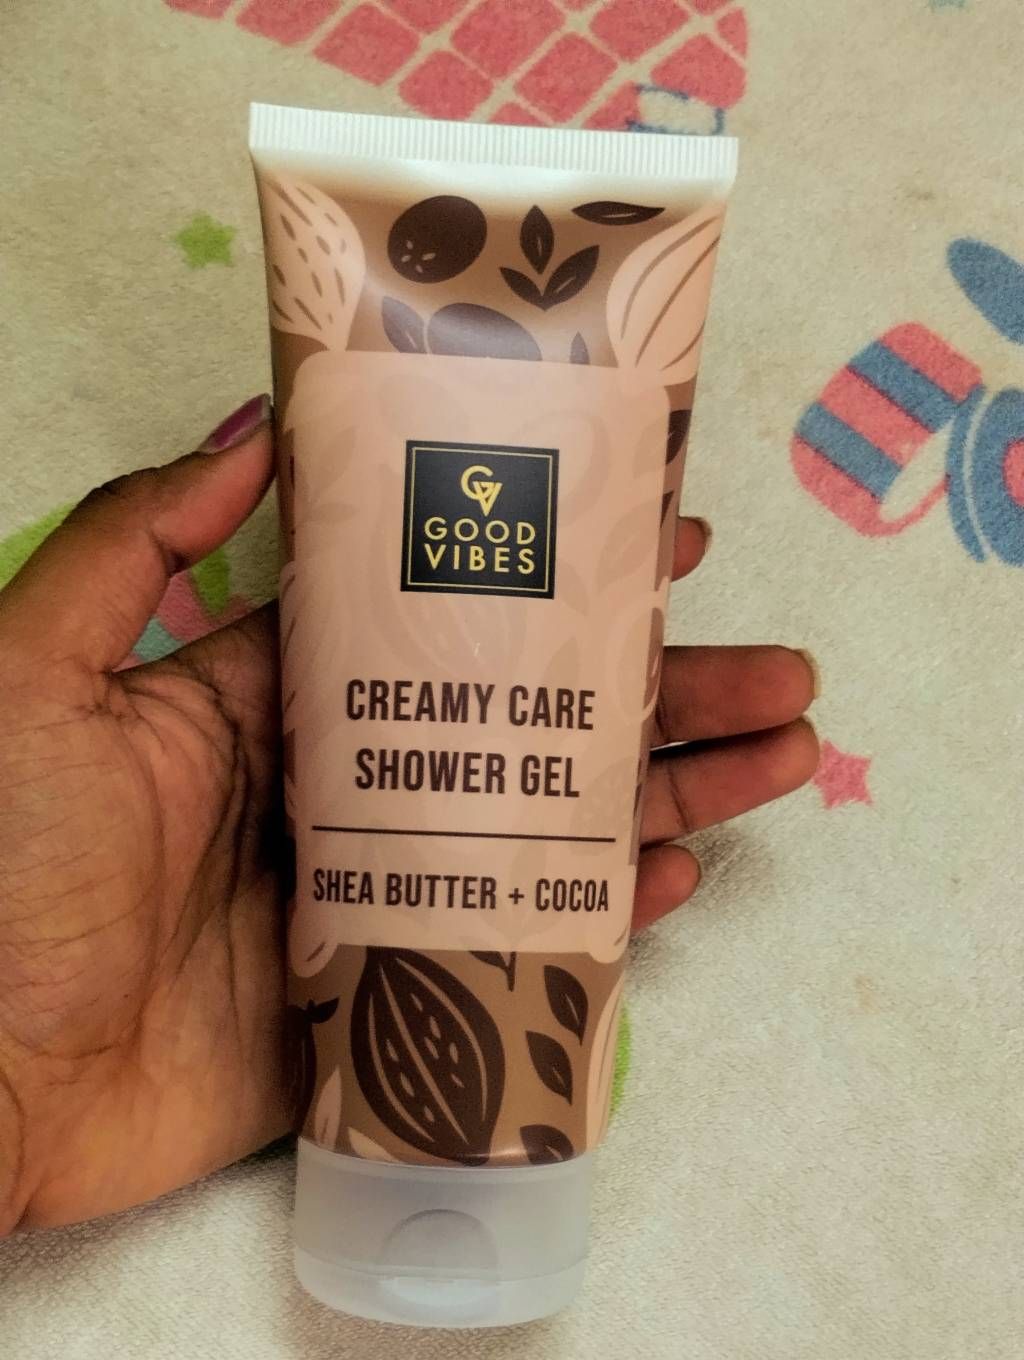 GV
GOOD
VIBES
CREAMY CARE
SHOWER GEL
SHEA BUTTER + COCOA